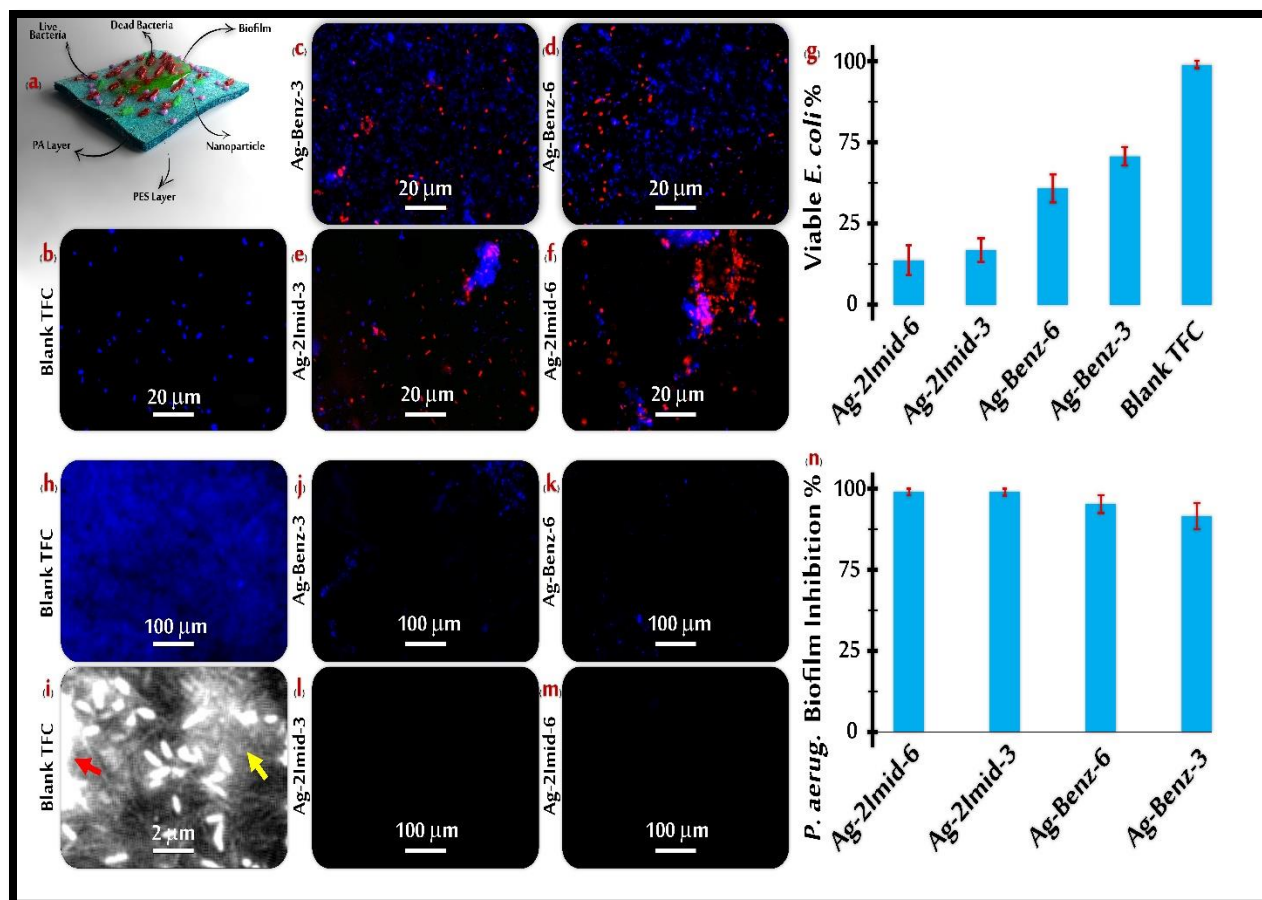 (a)
Live
Bacteria
Dead Bacteria
Biofilm
PA Layer
Nanoparticle
PES Layer
(b)
Blank TFC
20 µm
(c)
Ag-Benz-3
20 µm
(d)
Ag-Benz-6
20 µm
(e)
Ag-2Imid-3
20 µm
(f)
Ag-2Imid-6
20 µm
(g)
Viable E. coli %
100
75
25
0
Ag-2Imid-6
Ag-2Imid-3
Ag-Benz-6
Ag-Benz-3
Blank TFC
(h)
Blank TFC
100 µm
(i)
Blank TFC
2 µm
(j)
Ag-Benz-3
100 µm
(k)
Ag-Benz-6
100 µm
(l)
Ag-2Imid-3
100 µm
(m)
Ag-2Imid-6
100 µm
(n)
P. aerug. Biofilm Inhibition %
100
75
25
0
Ag-2Imid-6
Ag-2Imid-3
Ag-Benz-6
Ag-Benz-3